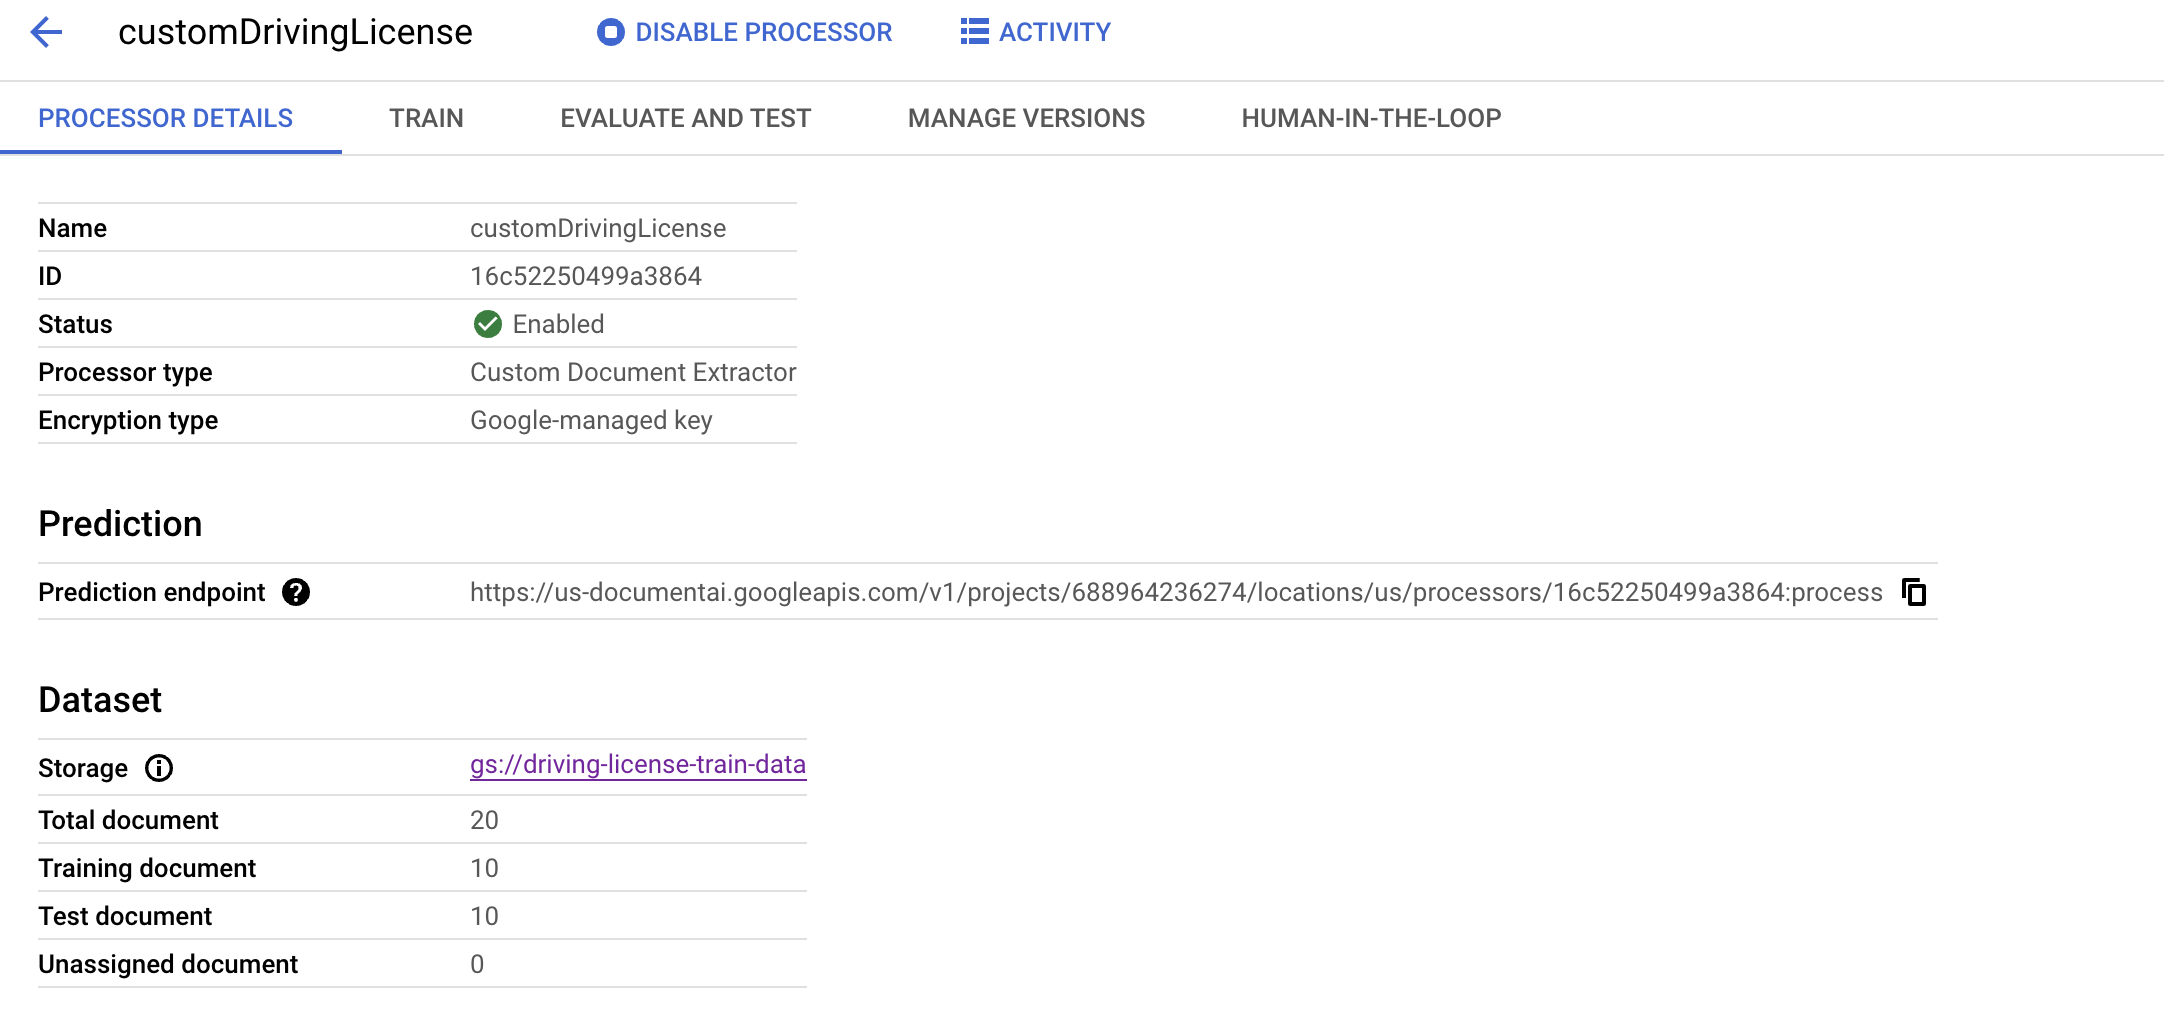 customDrivingLicense DISABLE PROCESSOR ACTIVITY
PROCESSOR DETAILS TRAIN EVALUATE AND TEST MANAGE VERSIONS HUMAN-IN-THE-LOOP
Name customDrivingLicense
ID 16c52250499a3864
Status Enabled
Processor type Custom Document Extractor
Encryption type Google-managed key
Prediction
Prediction endpoint https://us-documentai.googleapis.com/v1/projects/688964236274/locations/us/processors/16c52250499a3864:process
Dataset
Storage gs://driving-license-train-data
Total document 20
Training document 10
Test document 10
Unassigned document 0